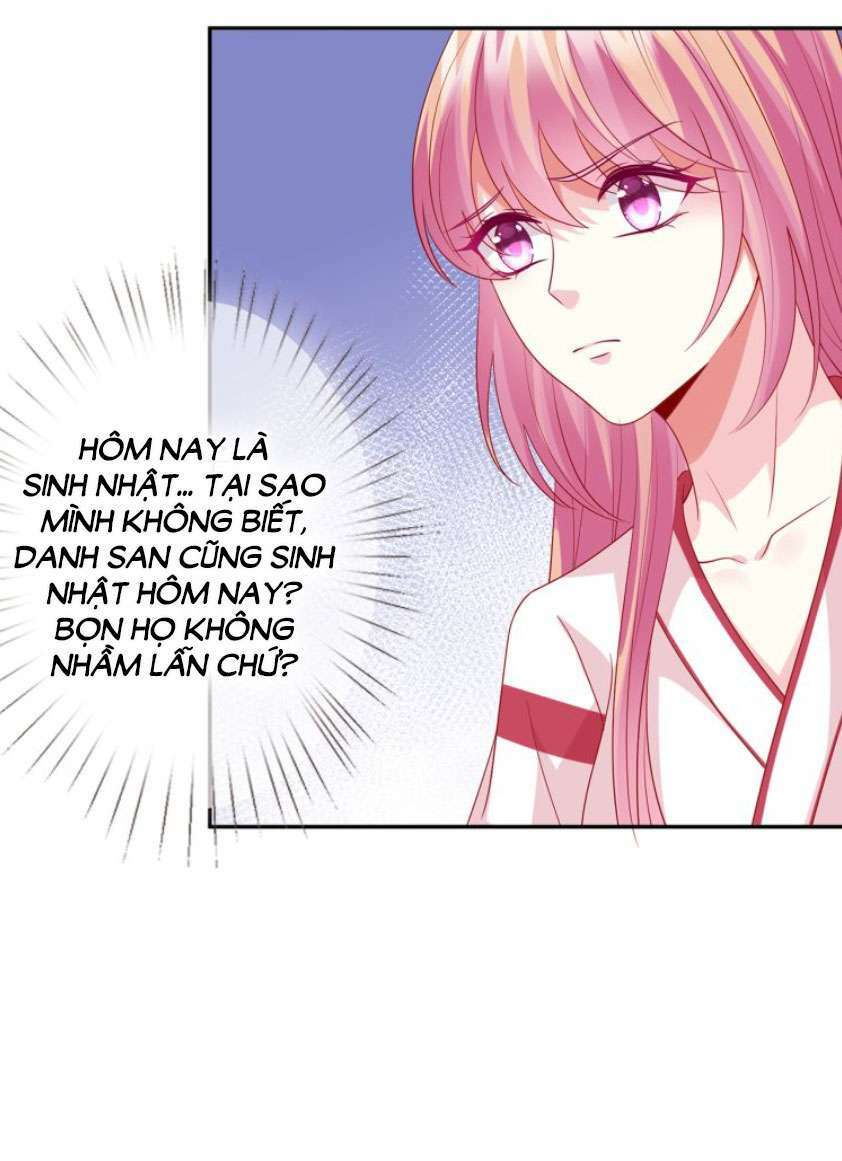 HÔM NAY LÀ
SINH NHẬT... TẠI SAO
MÌNH KHÔNG BIẾT,
DANH SAN CŨNG SINH
NHẬT HÔM NAY?
BỌN HỌ KHÔNG
NHẦM LẪN CHỨ?